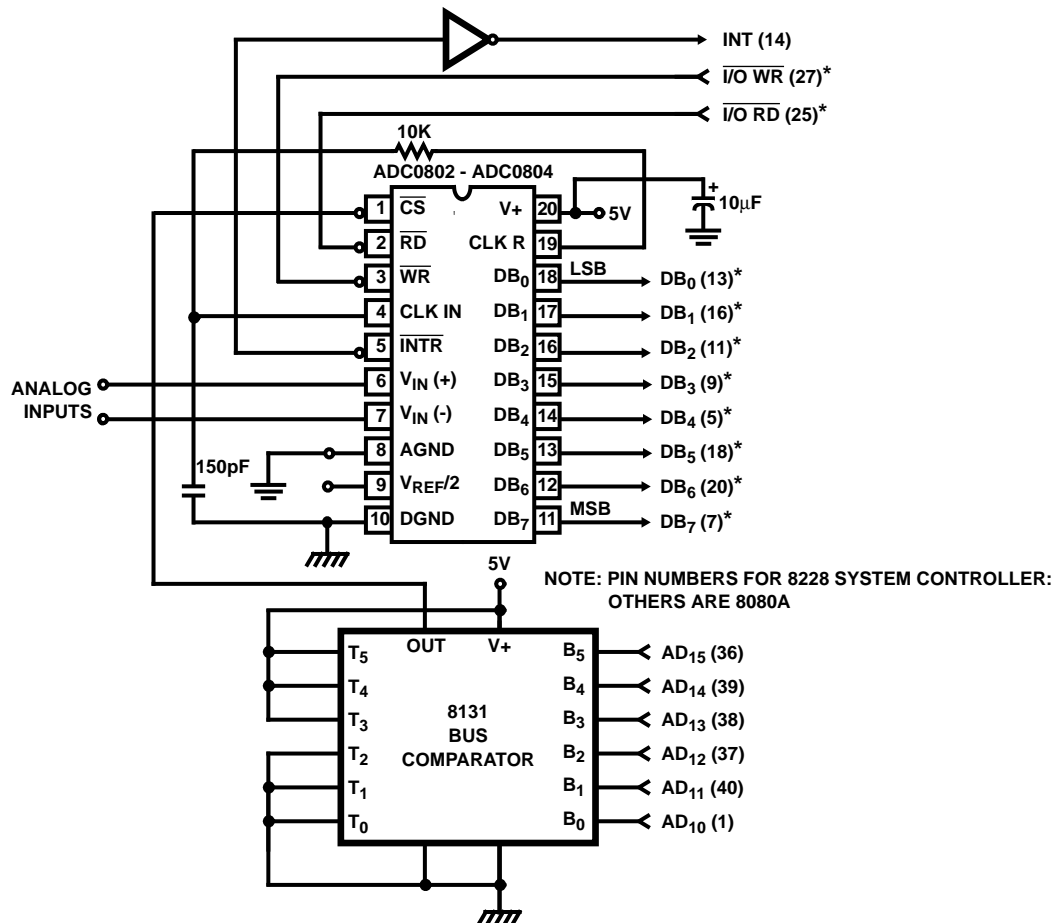 INT (14)
I/O WR (27)*
I/O RD (25)*
10K
ADC0802 - ADC0804
1 CS V+ 20 5V
10µF
2 RD CLK R 19
3 WR DB0 18 LSB DB0 (13)*
4 CLK IN DB1 17 DB1 (16)*
5 INTR DB2 16 DB2 (11)*
ANALOG INPUTS
6 VIN (+) DB3 15 DB3 (9)*
7 VIN (-) DB4 14 DB4 (5)*
8 AGND DB5 13 DB5 (18)*
150pF
9 VREF/2 DB6 12 DB6 (20)*
10 DGND DB7 11 MSB DB7 (7)*
5V
NOTE: PIN NUMBERS FOR 8228 SYSTEM CONTROLLER:
OTHERS ARE 8080A
OUT V+
T5 B5 AD15 (36)
T4 B4 AD14 (39)
T3 B3 AD13 (38)
8131
BUS
COMPARATOR
T2 B2 AD12 (37)
T1 B1 AD11 (40)
T0 B0 AD10 (1)